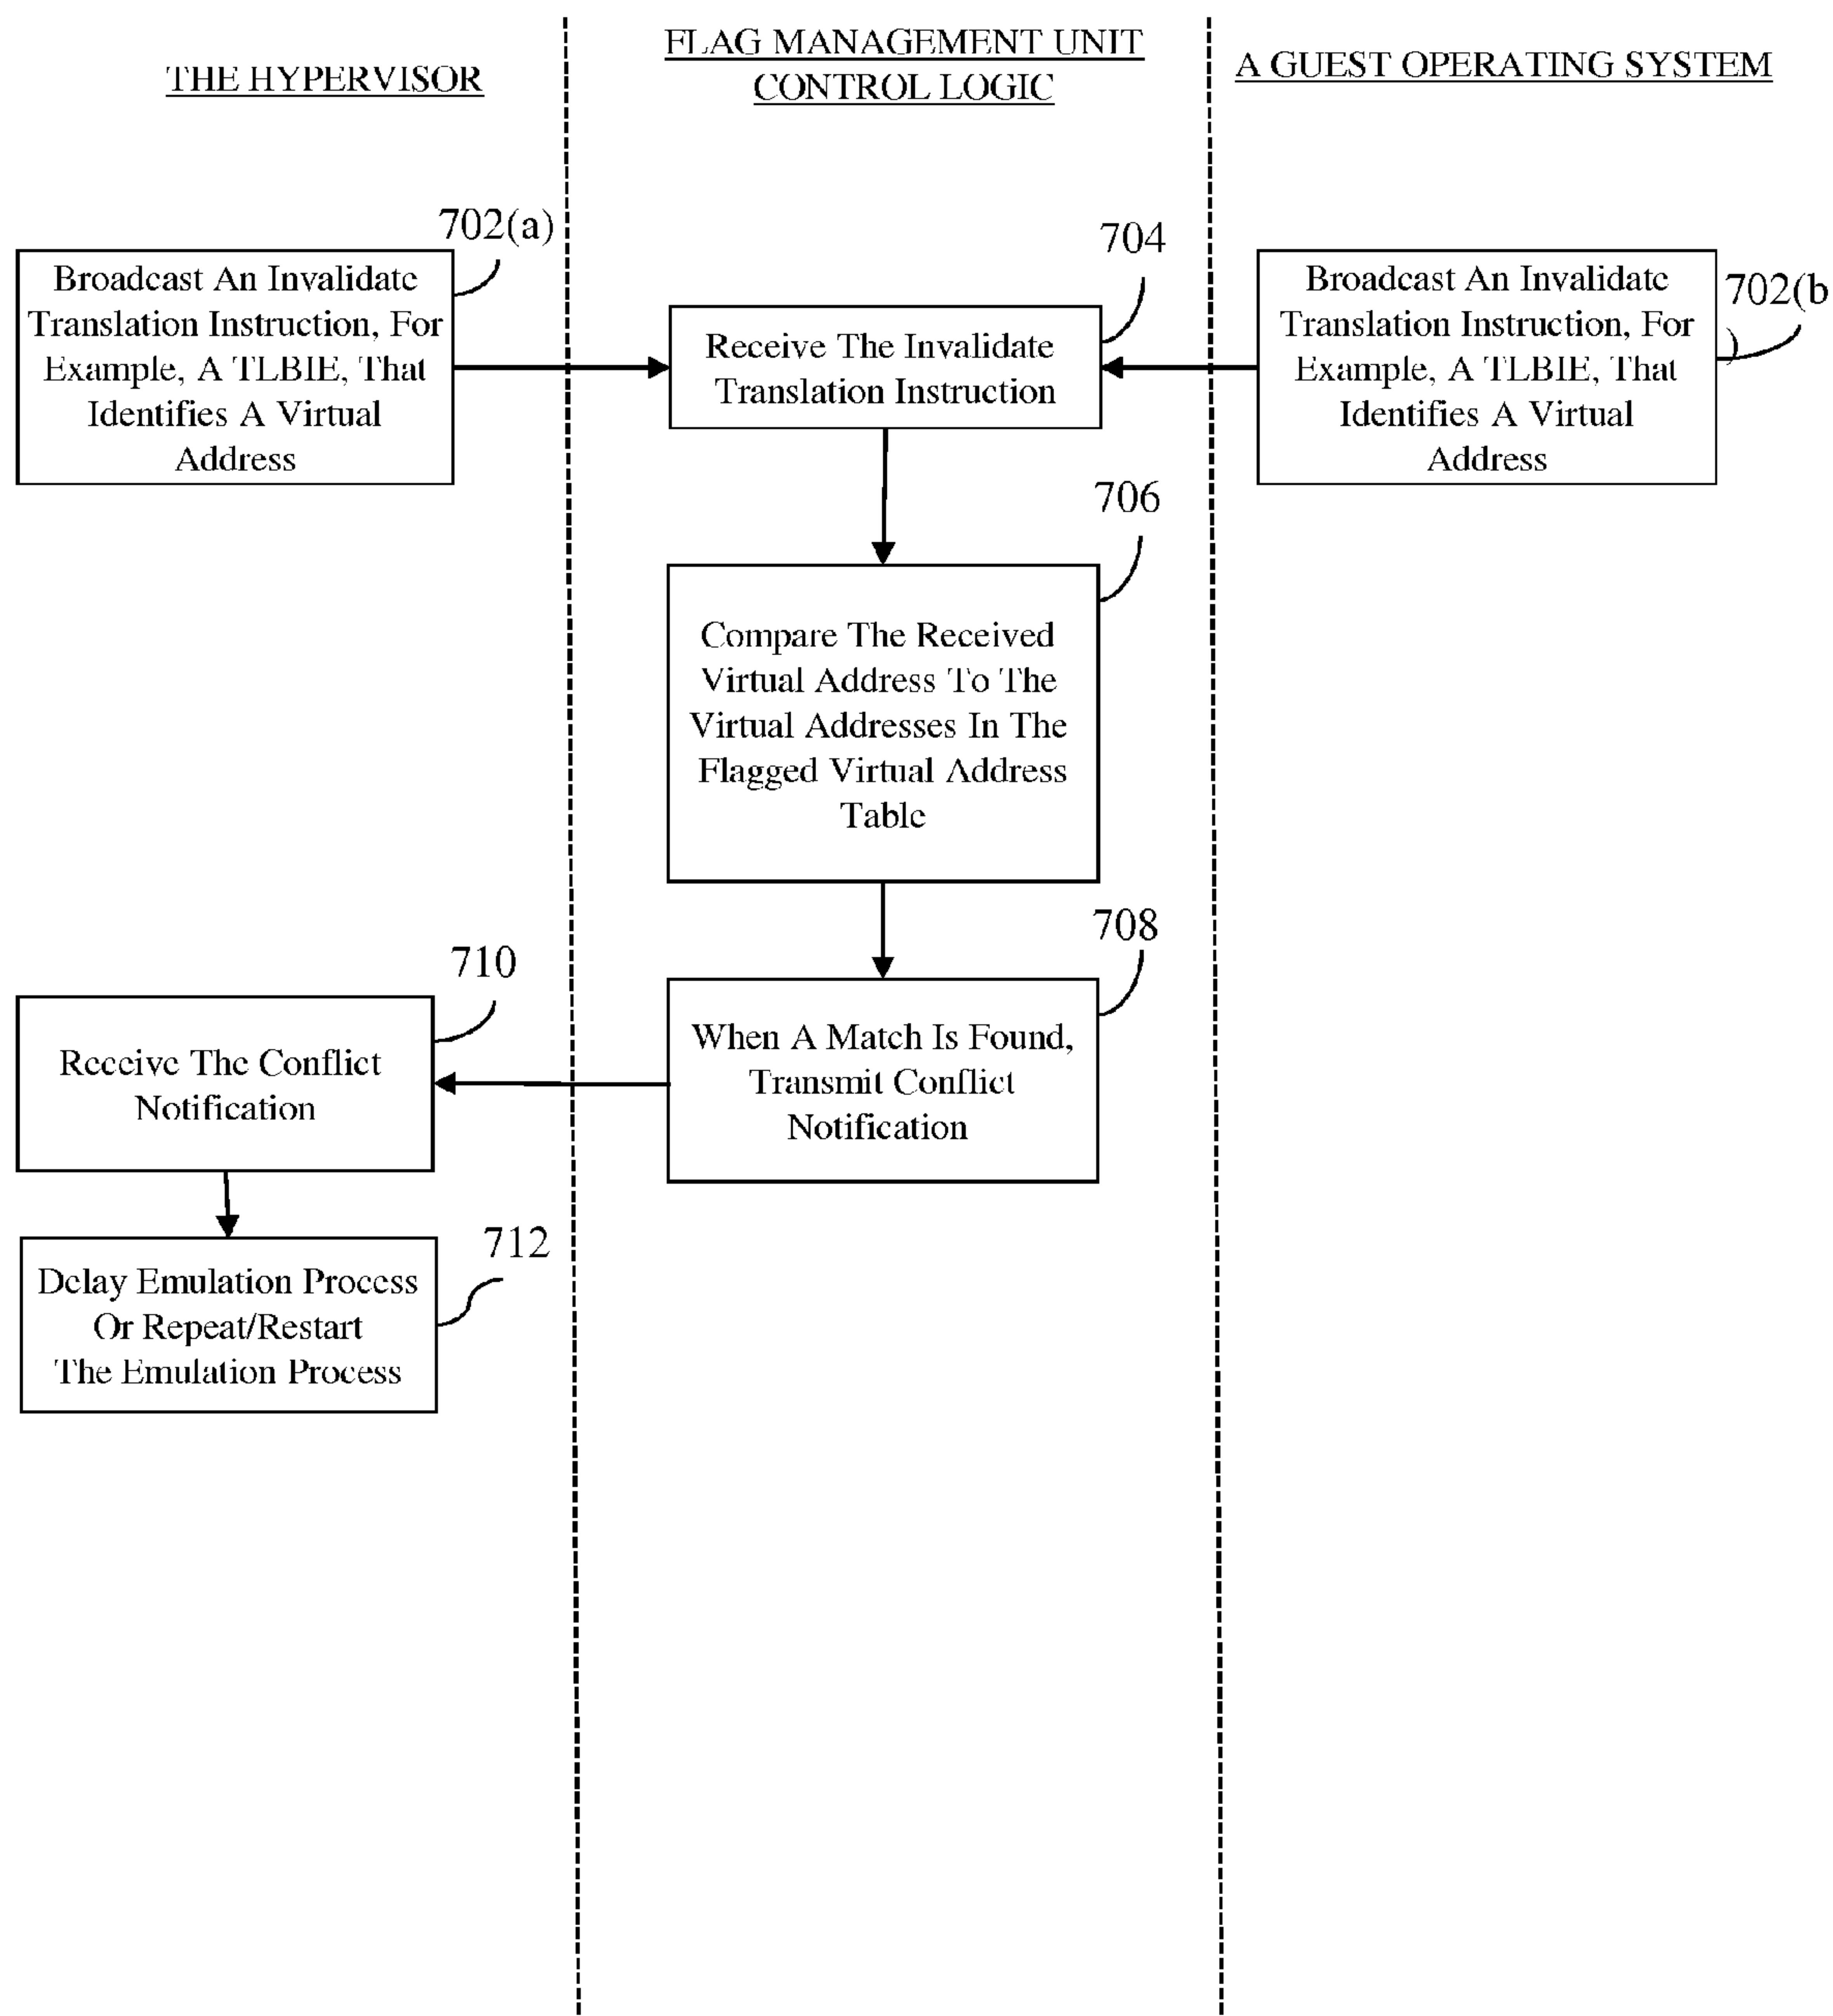 THE HYPERVISOR
FLAG MANAGEMENT UNIT
CONTROL LOGIC
A GUEST OPERATING SYSTEM
702(a)
Broadcast An Invalidate
Translation Instruction, For
Example, A TLBIE, That
Identifies A Virtual
Address
704
Receive The Invalidate
Translation Instruction
702(b
)
Broadcast An Invalidate
Translation Instruction, For
Example, A TLBIE, That
Identifies A Virtual
Address
706
Compare The Received
Virtual Address To The
Virtual Addresses In The
Flagged Virtual Address
Table
708
When A Match Is Found,
Transmit Conflict
Notification
710
Receive The Conflict
Notification
712
Delay Emulation Process
Or Repeat/Restart
The Emulation Process